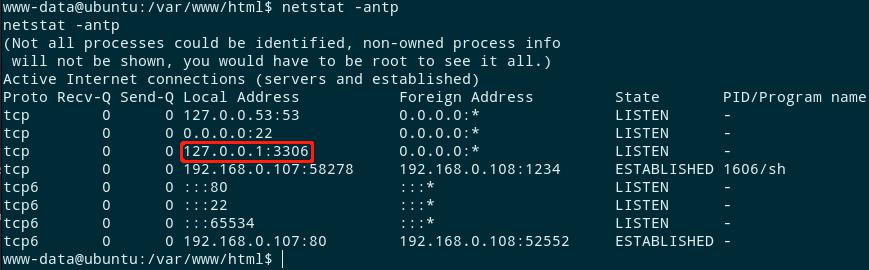 www-data@ubuntu:/var/www/html$ netstat -antp
netstat -antp
(Not all processes could be identified, non-owned process info
 will not be shown, you would have to be root to see it all.)
Active Internet connections (servers and established)
Proto Recv-Q Send-Q Local Address           Foreign Address         State       PID/Program name
tcp        0      0 127.0.0.53:53           0.0.0.0:*               LISTEN      -
tcp        0      0 0.0.0.0:22              0.0.0.0:*               LISTEN      -
tcp        0      0 127.0.0.1:3306          0.0.0.0:*               LISTEN      -
tcp        0      0 192.168.0.107:58278     192.168.0.108:1234      ESTABLISHED 1606/sh
tcp6       0      0 :::80                   :::*                    LISTEN      -
tcp6       0      0 :::22                   :::*                    LISTEN      -
tcp6       0      0 :::65534                :::*                    LISTEN      -
tcp6       0      0 192.168.0.107:80        192.168.0.108:52552     ESTABLISHED -
www-data@ubuntu:/var/www/html$